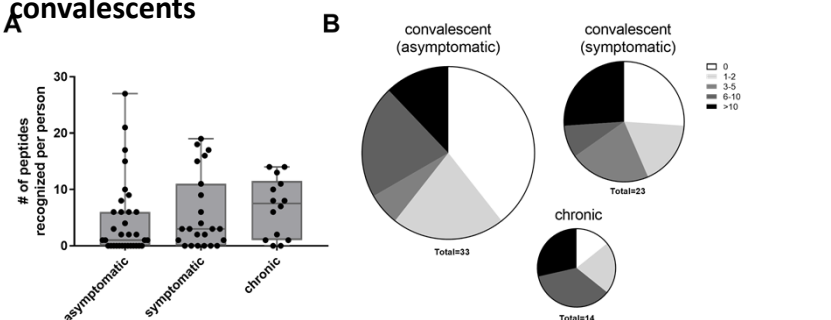 convalescents
A
30
20
10
0
# of peptides
recognized per person
asymptomatic
symptomatic
chronic
B
convalescent
(asymptomatic)
Total=33
convalescent
(symptomatic)
Total=23
0
1-2
3-5
6-10
>10
chronic
Total=14